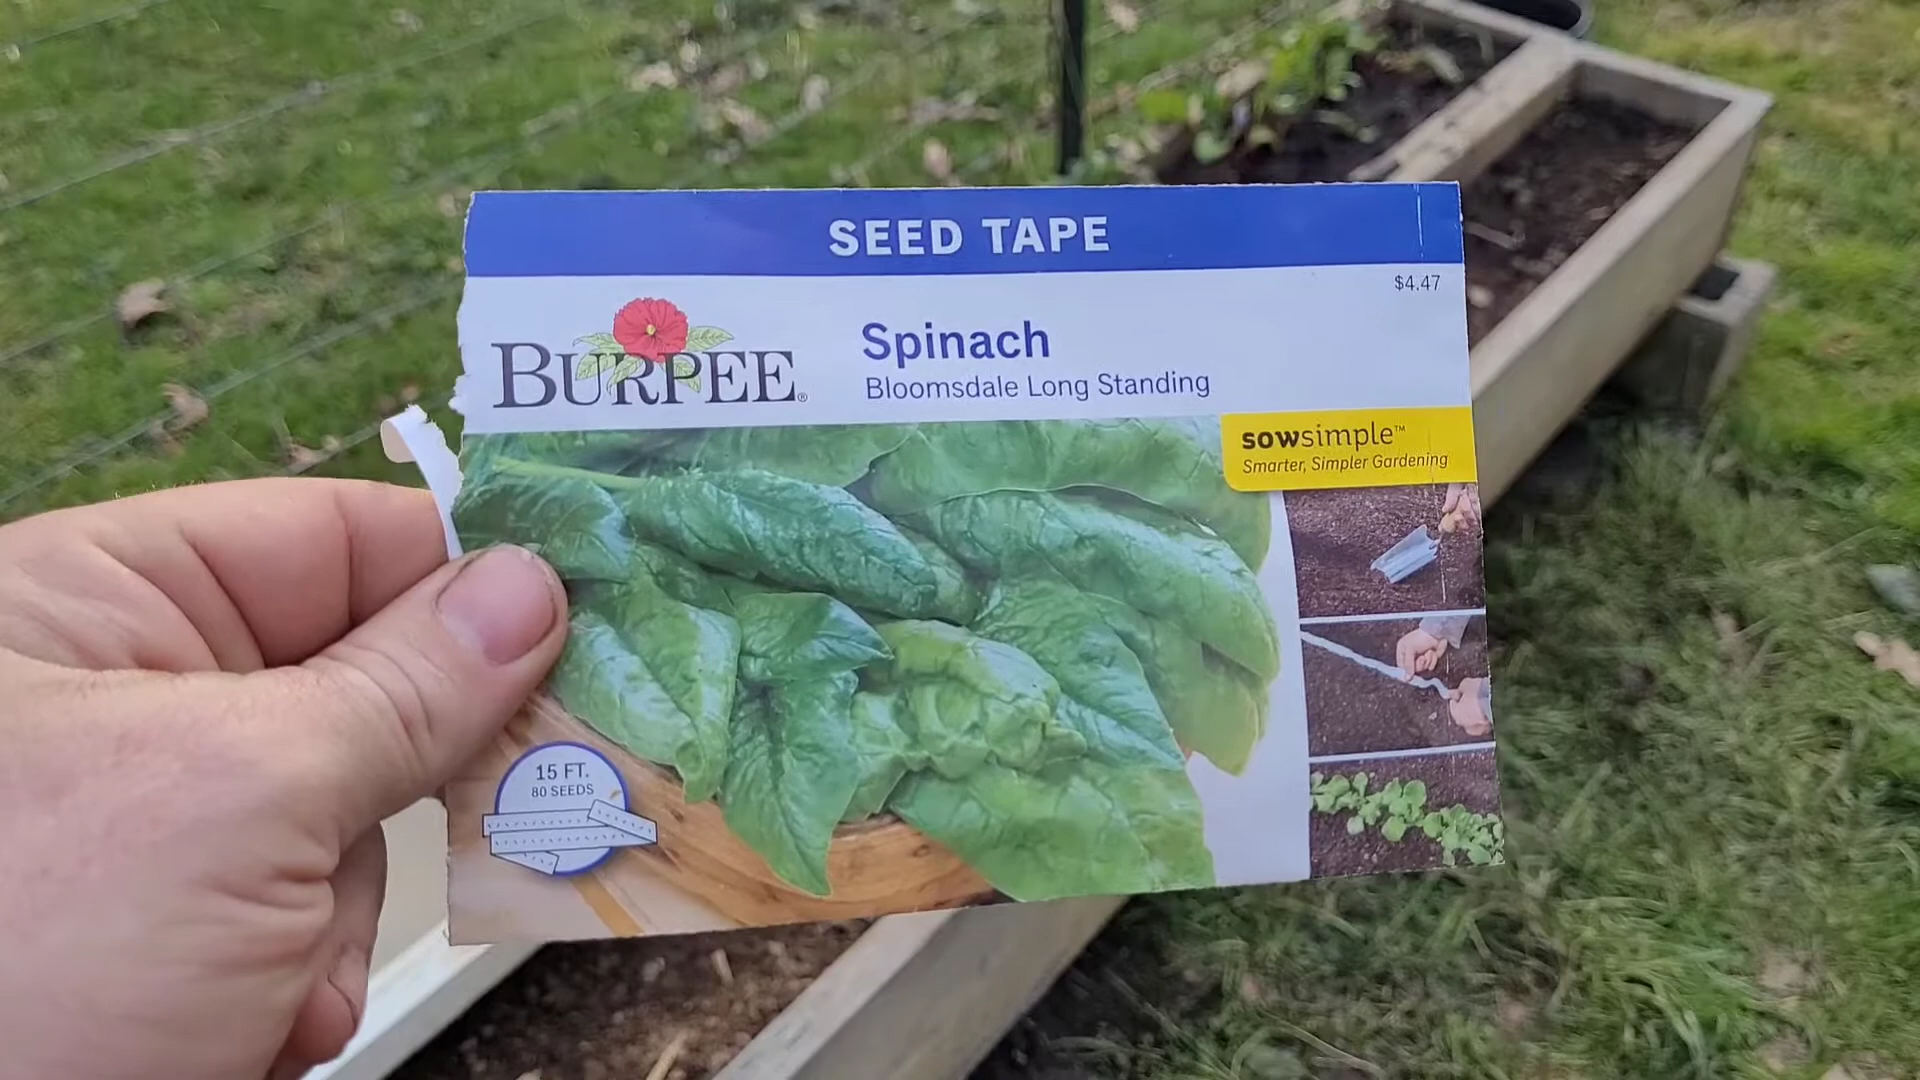 SEED TAPE
$4.47
BURPEE®
Spinach
Bloomsdale Long Standing
sowsimple™
Smarter, Simpler Gardening
15 FT.
80 SEEDS